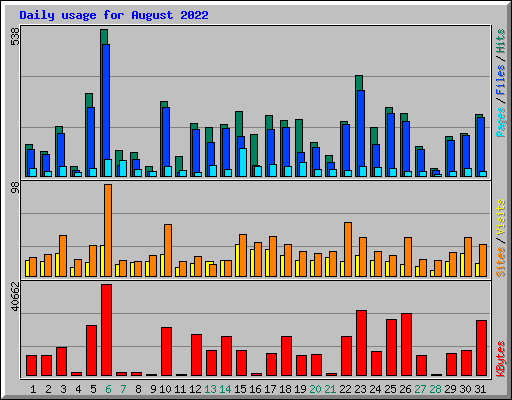 Daily usage for August 2022
538
Pages / Files / Hits
98
Sites / Visits
40662
KBytes
1 2 3 4 5 6 7 8 9 10 11 12 13 14 15 16 17 18 19 20 21 22 23 24 25 26 27 28 29 30 31